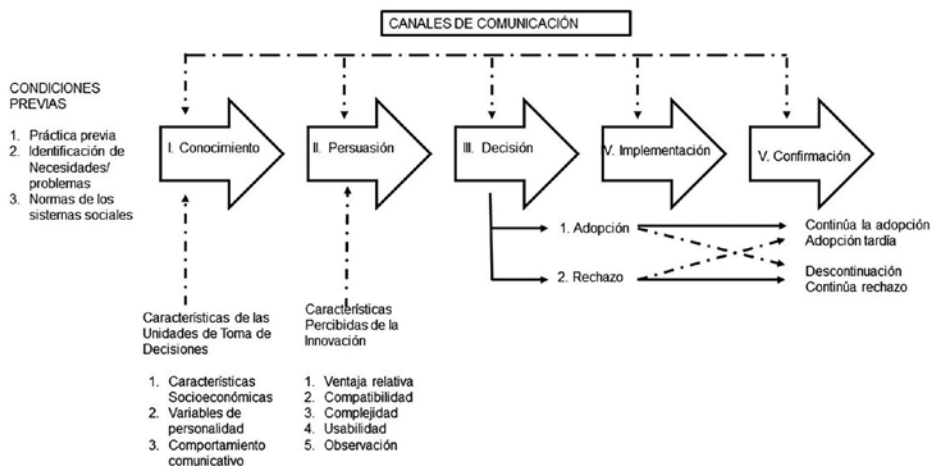 CANALES DE COMUNICACIÓN
CONDICIONES
PREVIAS
1. Práctica previa
2. Identificación de
Necesidades/
problemas
3. Normas de los
sistemas sociales
I. Conocimiento
II. Persuasión
III. Decisión
V. Implementación
V. Confirmación
1. Adopción
2. Rechazo
Continúa la adopción
Adopción tardía
Descontinuación
Continúa rechazo
Características de las
Unidades de Toma de
Decisiones
1. Características
Socioeconómicas
2. Variables de
personalidad
3. Comportamiento
comunicativo
Características
Percibidas de la
Innovación
1. Ventaja relativa
2. Compatibilidad
3. Complejidad
4. Usabilidad
5. Observación